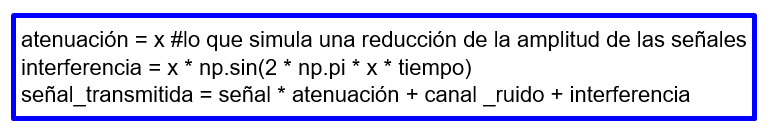 atenuación = x #lo que simula una reducción de la amplitud de las señales
interferencia = x * np.sin(2 * np.pi * x * tiempo)
señal_transmitida = señal * atenuación + canal _ruido + interferencia